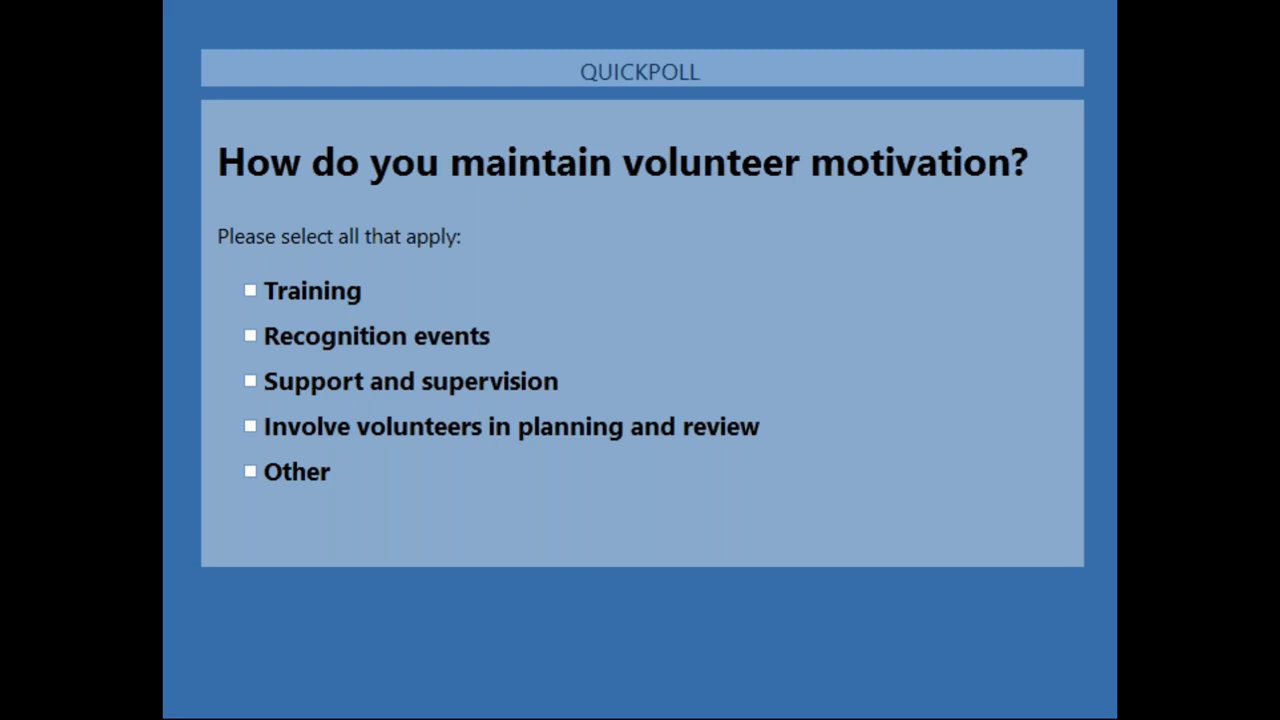 QUICKPOLL
How do you maintain volunteer motivation?
Please select all that apply:
Training
Recognition events
Support and supervision
Involve volunteers in planning and review
Other